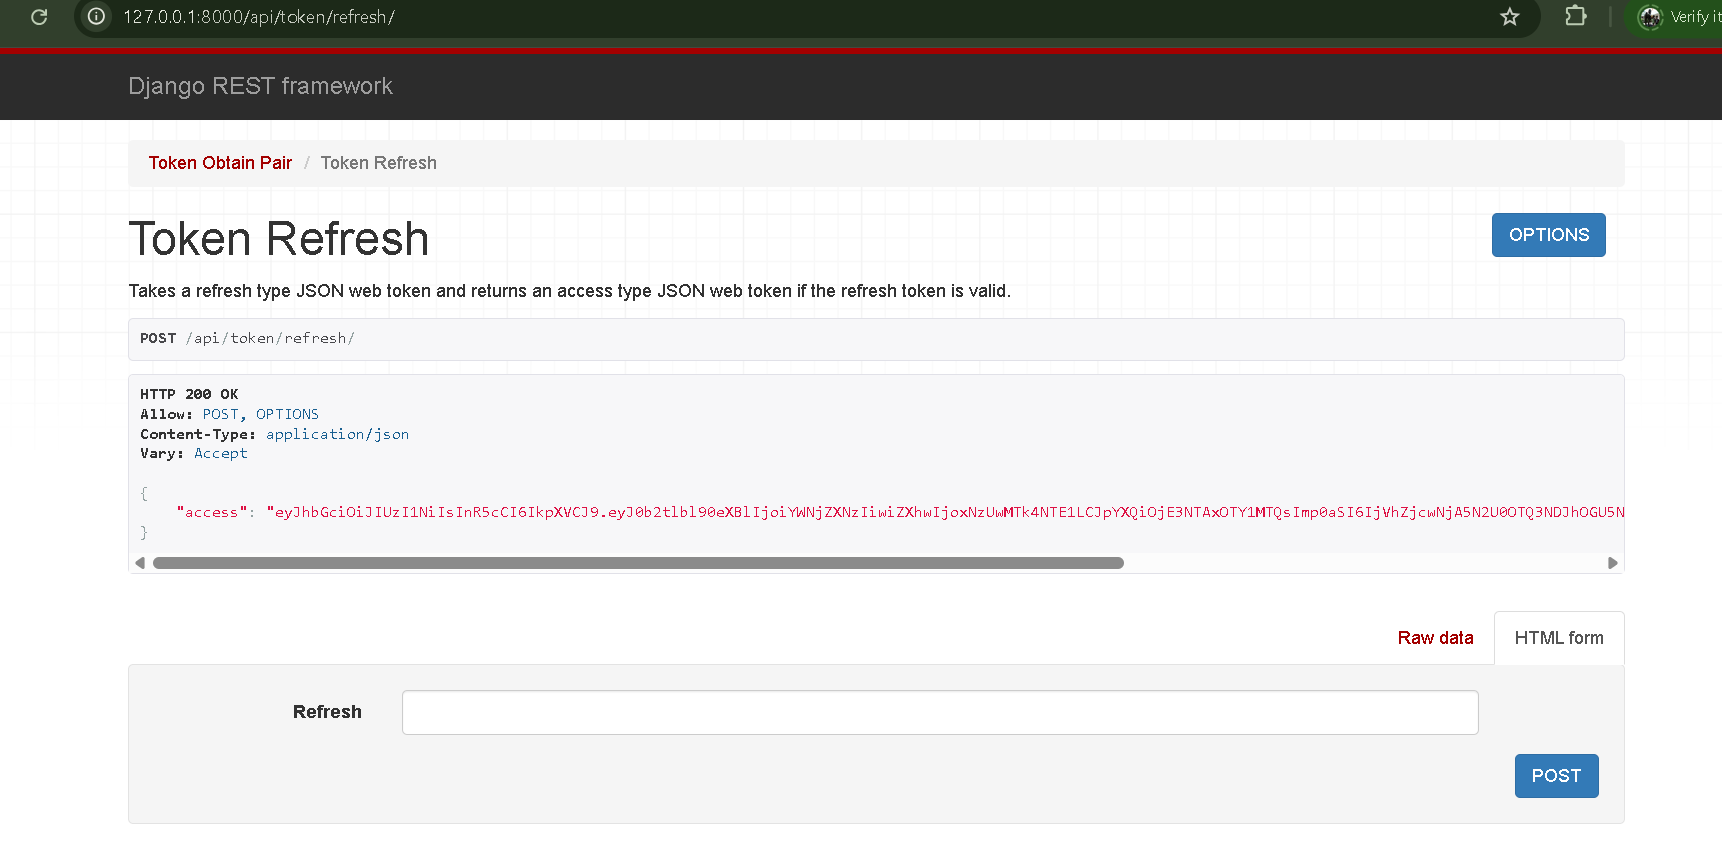 127.0.0.1:8000/api/token/refresh/
Verify it
Django REST framework
Token Obtain Pair / Token Refresh
Token Refresh
OPTIONS
Takes a refresh type JSON web token and returns an access type JSON web token if the refresh token is valid.
POST /api/token/refresh/
HTTP 200 OK
Allow: POST, OPTIONS
Content-Type: application/json
Vary: Accept
{
"access": "eyJhbGciOiJIUzI1NiIsInR5cCI6IkpXVCJ9.eyJ0b2tlbl90eXBlIjoiYWNjZXNzIiwiZXhwIjoxNzUwMTk4NTE1LCJpYXQiOjE3NTAxOTY1MTQsImp0aSI6IjVhZjcwNjA5N2U0OTQ3NDJhOGU5N
}
Raw data
HTML form
Refresh
POST